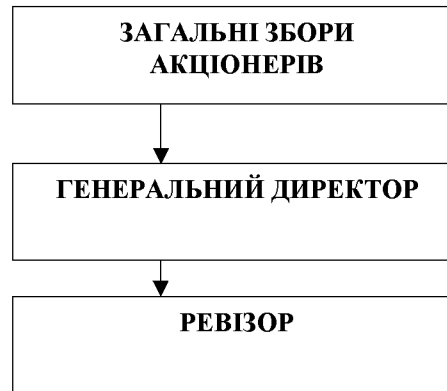 ЗАГАЛЬНІ ЗБОРИ
АКЦІОНЕРІВ
ГЕНЕРАЛЬНИЙ ДИРЕКТОР
РЕВІЗОР